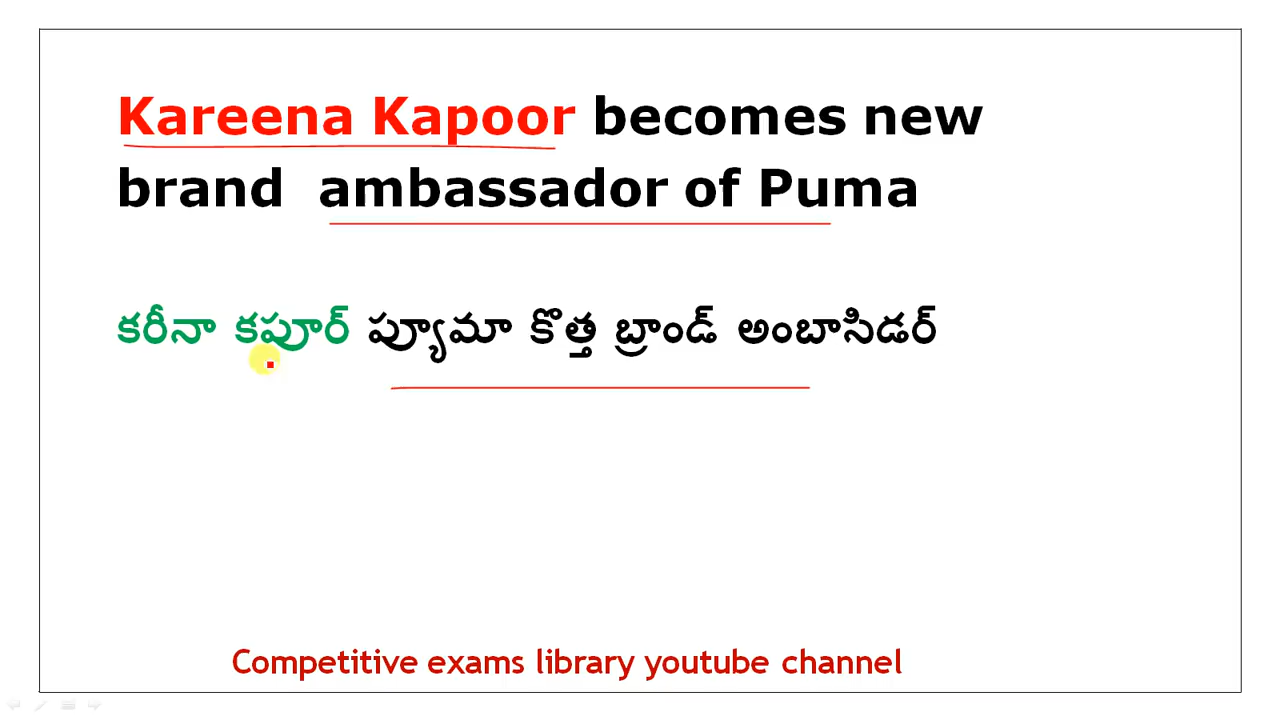 Kareena Kapoor becomes new
brand ambassador of Puma
కరీనా కపూర్ ప్యూమా కొత్త బ్రాండ్ అంబాసిడర్
Competitive exams library youtube channel